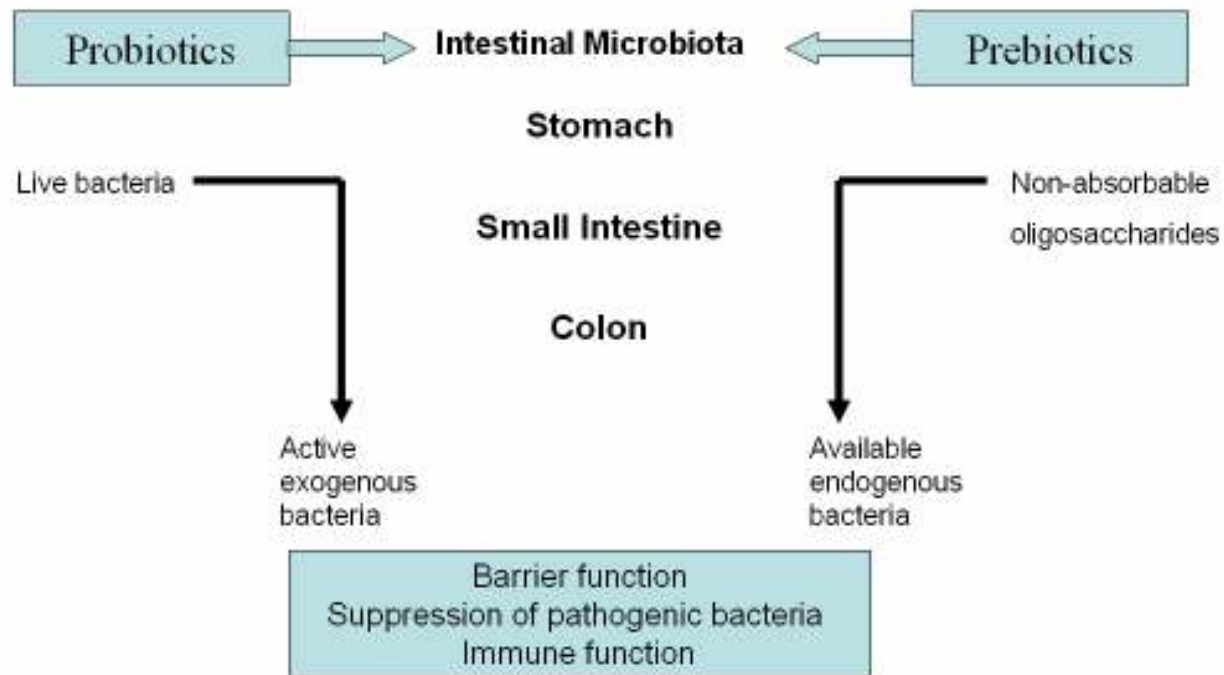 Probiotics
Intestinal Microbiota
Prebiotics
Stomach
Live bacteria
Non-absorbable
oligosaccharides
Small Intestine
Colon
Active
exogenous
bacteria
Available
endogenous
bacteria
Barrier function
Suppression of pathogenic bacteria
Immune function